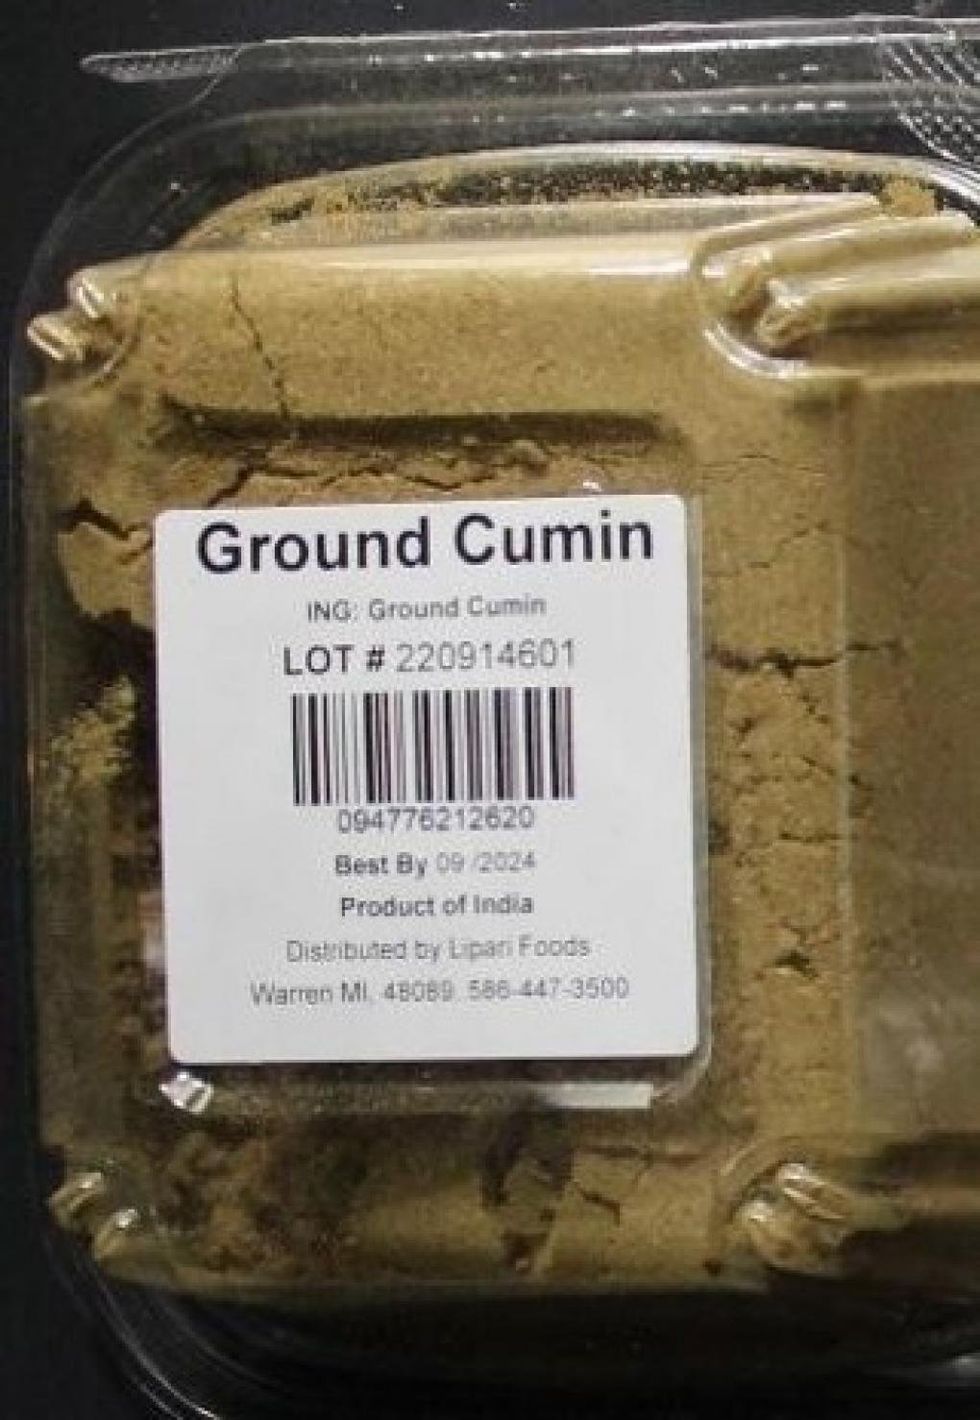 Ground Cumin
ING: Ground Cumin
LOT # 220914601
094776212620
Best By 09 /2024
Product of India
Distributed by Lipari Foods
Warren MI. 48089 586-447-3500